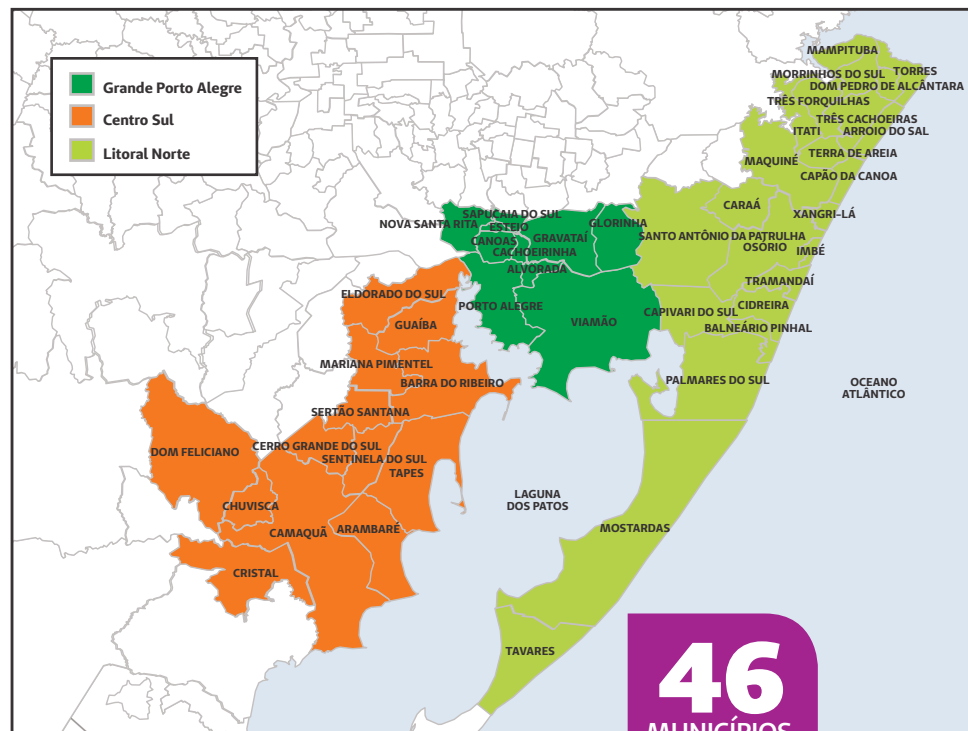 Grande Porto Alegre
Centro Sul
Litoral Norte
MAMPITUBA
MORRINHOS DO SUL
TORRES
DOM PEDRO DE ALCÂNTARA
TRÊS FORQUILHAS
TRÊS CACHOEIRAS
ITATI
ARROIO DO SAL
MAQUINÉ
TERRA DE AREIA
CAPÃO DA CANOA
CARAÁ
XANGRI-LÁ
SANTO ANTÔNIO DA PATRULHA
OSÓRIO
IMBÉ
TRAMANDAÍ
CAPIVARI DO SUL
CIDREIRA
BALNEÁRIO PINHAL
PALMARES DO SUL
MOSTARDAS
TAVARES
NOVA SANTA RITA
SAPUCAIA DO SUL
ESTEIO
CANOAS
GRAVATAÍ
GLORINHA
CACHOEIRINHA
ALVORADA
PORTO ALEGRE
VIAMÃO
ELDORADO DO SUL
GUAÍBA
MARIANA PIMENTEL
BARRA DO RIBEIRO
SERTÃO SANTANA
DOM FELICIANO
CERRO GRANDE DO SUL
SENTINELA DO SUL
TAPES
CHUVISCA
CAMAQUÃ
ARAMBARÉ
CRISTAL
LAGUNA
DOS PATOS
OCEANO
ATLÂNTICO
46
MUNICÍPIOS